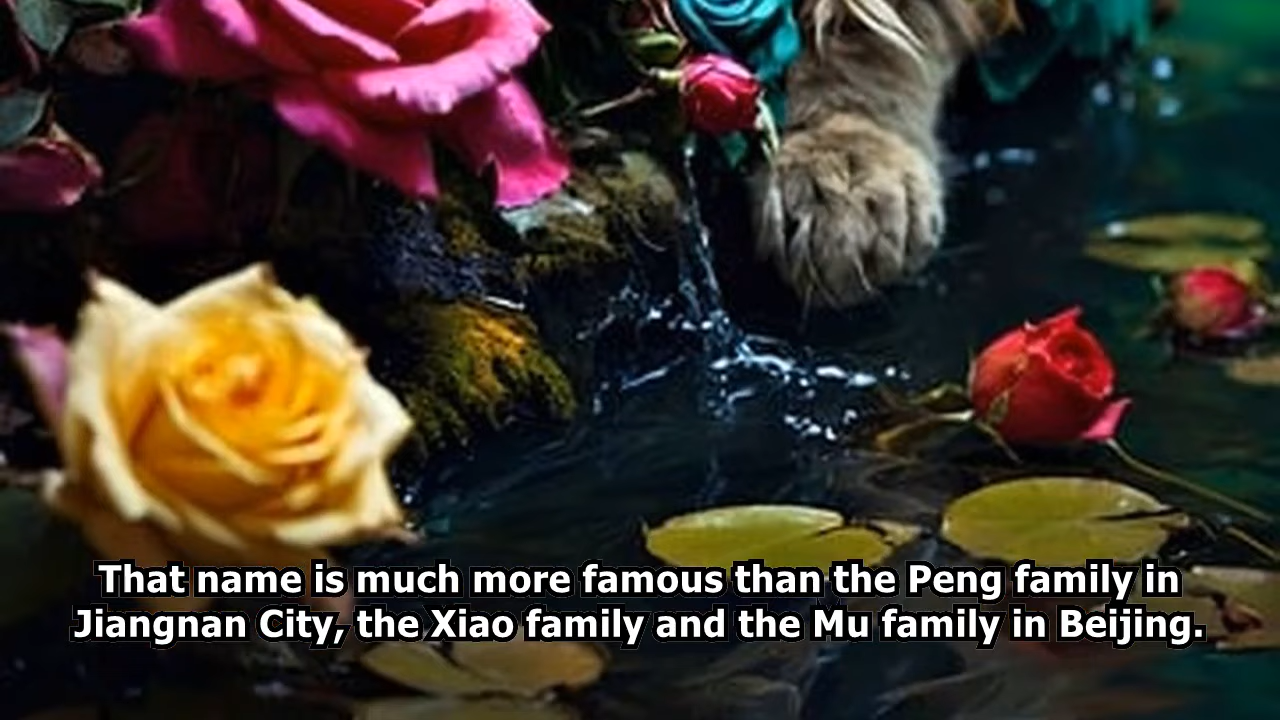 That name is much more famous than the Peng family in
Jiangnan City, the Xiao family and the Mu family in Beijing.